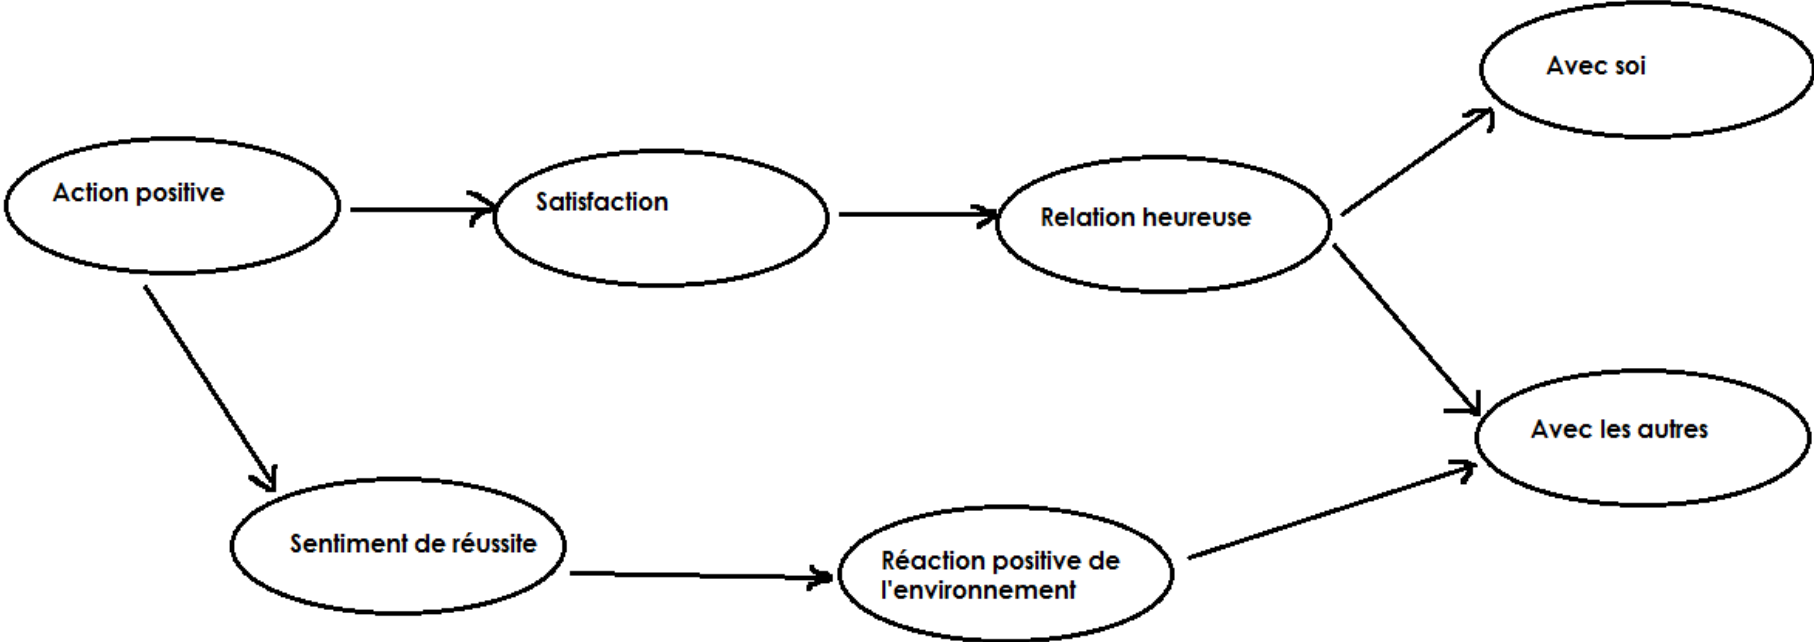 Avec soi
Action positive
Satisfaction
Relation heureuse
Avec les autres
Sentiment de réussite
Réaction positive de
l'environnement